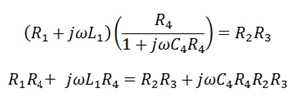 (R₁ + jωL₁)(R₄ / 1 + jωC₄R₄) = R₂R₃
R₁R₄ + jωL₁R₄ = R₂R₃ + jωC₄R₄R₂R₃